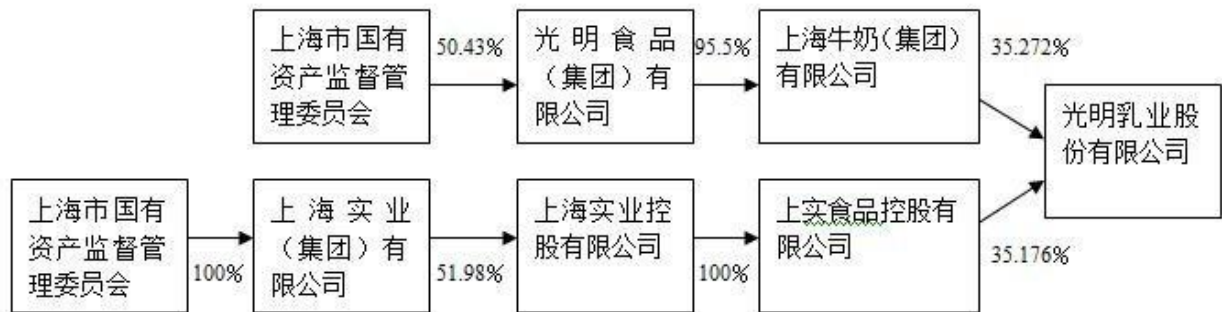 上海市国有
资产监督管
理委员会
50.43%
光明食品
（集团）有
限公司
95.5%
上海牛奶(集团)
有限公司
35.272%
光明乳业股
份有限公司
上海市国有
资产监督管
理委员会
100%
上海实业
（集团）有
限公司
51.98%
上海实业控
股有限公司
100%
上实食品控股有
限公司
35.176%